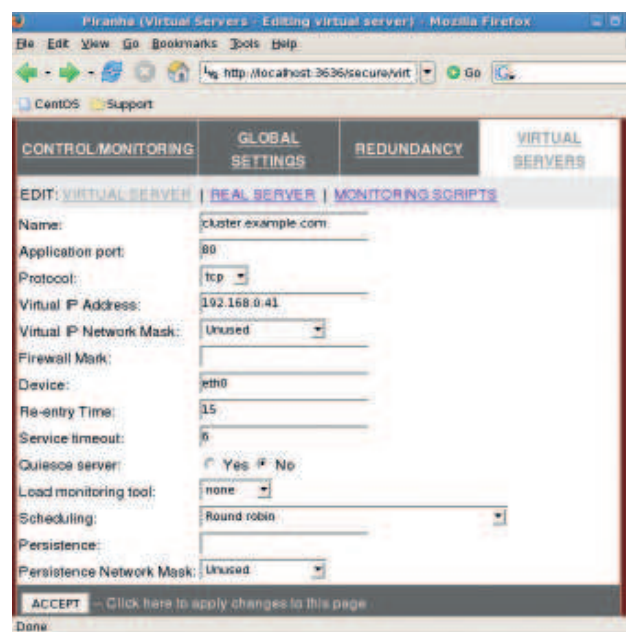 Piranha (Virtual Servers - Editing virtual server) - Mozilla Firefox
File Edit View Go Bookmarks Tools Help
http://localhost:3636/secure/virt Go
CentOS Support
CONTROL/MONITORING GLOBAL SETTINGS REDUNDANCY VIRTUAL SERVERS
EDIT: VIRTUAL SERVER | REAL SERVER | MONITORING SCRIPTS
Name: cluster.example.com
Application port: 80
Protocol: tcp
Virtual IP Address: 192.168.0.41
Virtual IP Network Mask: Unused
Firewall Mark:
Device: eth0
Re-entry Time: 15
Service timeout: 6
Quiesce server: Yes No
Load monitoring tool: none
Scheduling: Round robin
Persistence:
Persistence Network Mask: Unused
ACCEPT -- Click here to apply changes to this page
Done